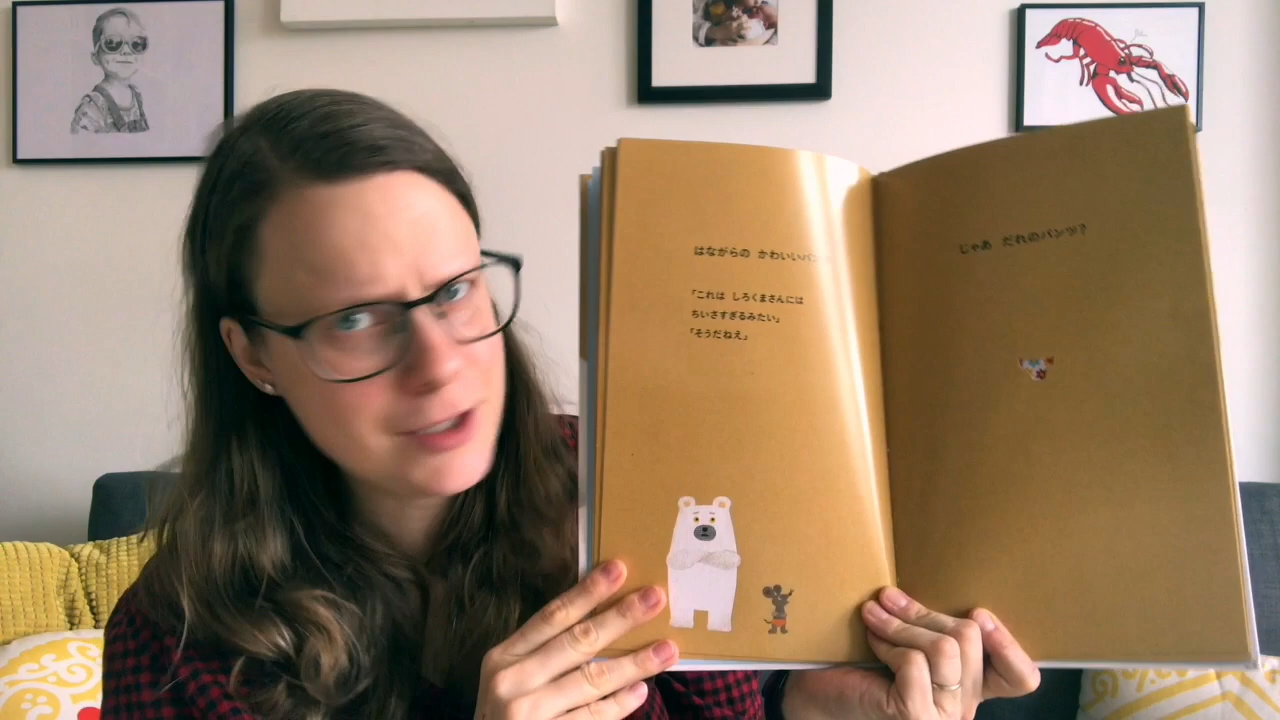 はながらの かわいいパン
「これは しろくまさんには
ちいさすぎるみたい」
「そうだねえ」
じゃあ だれのパンツ?